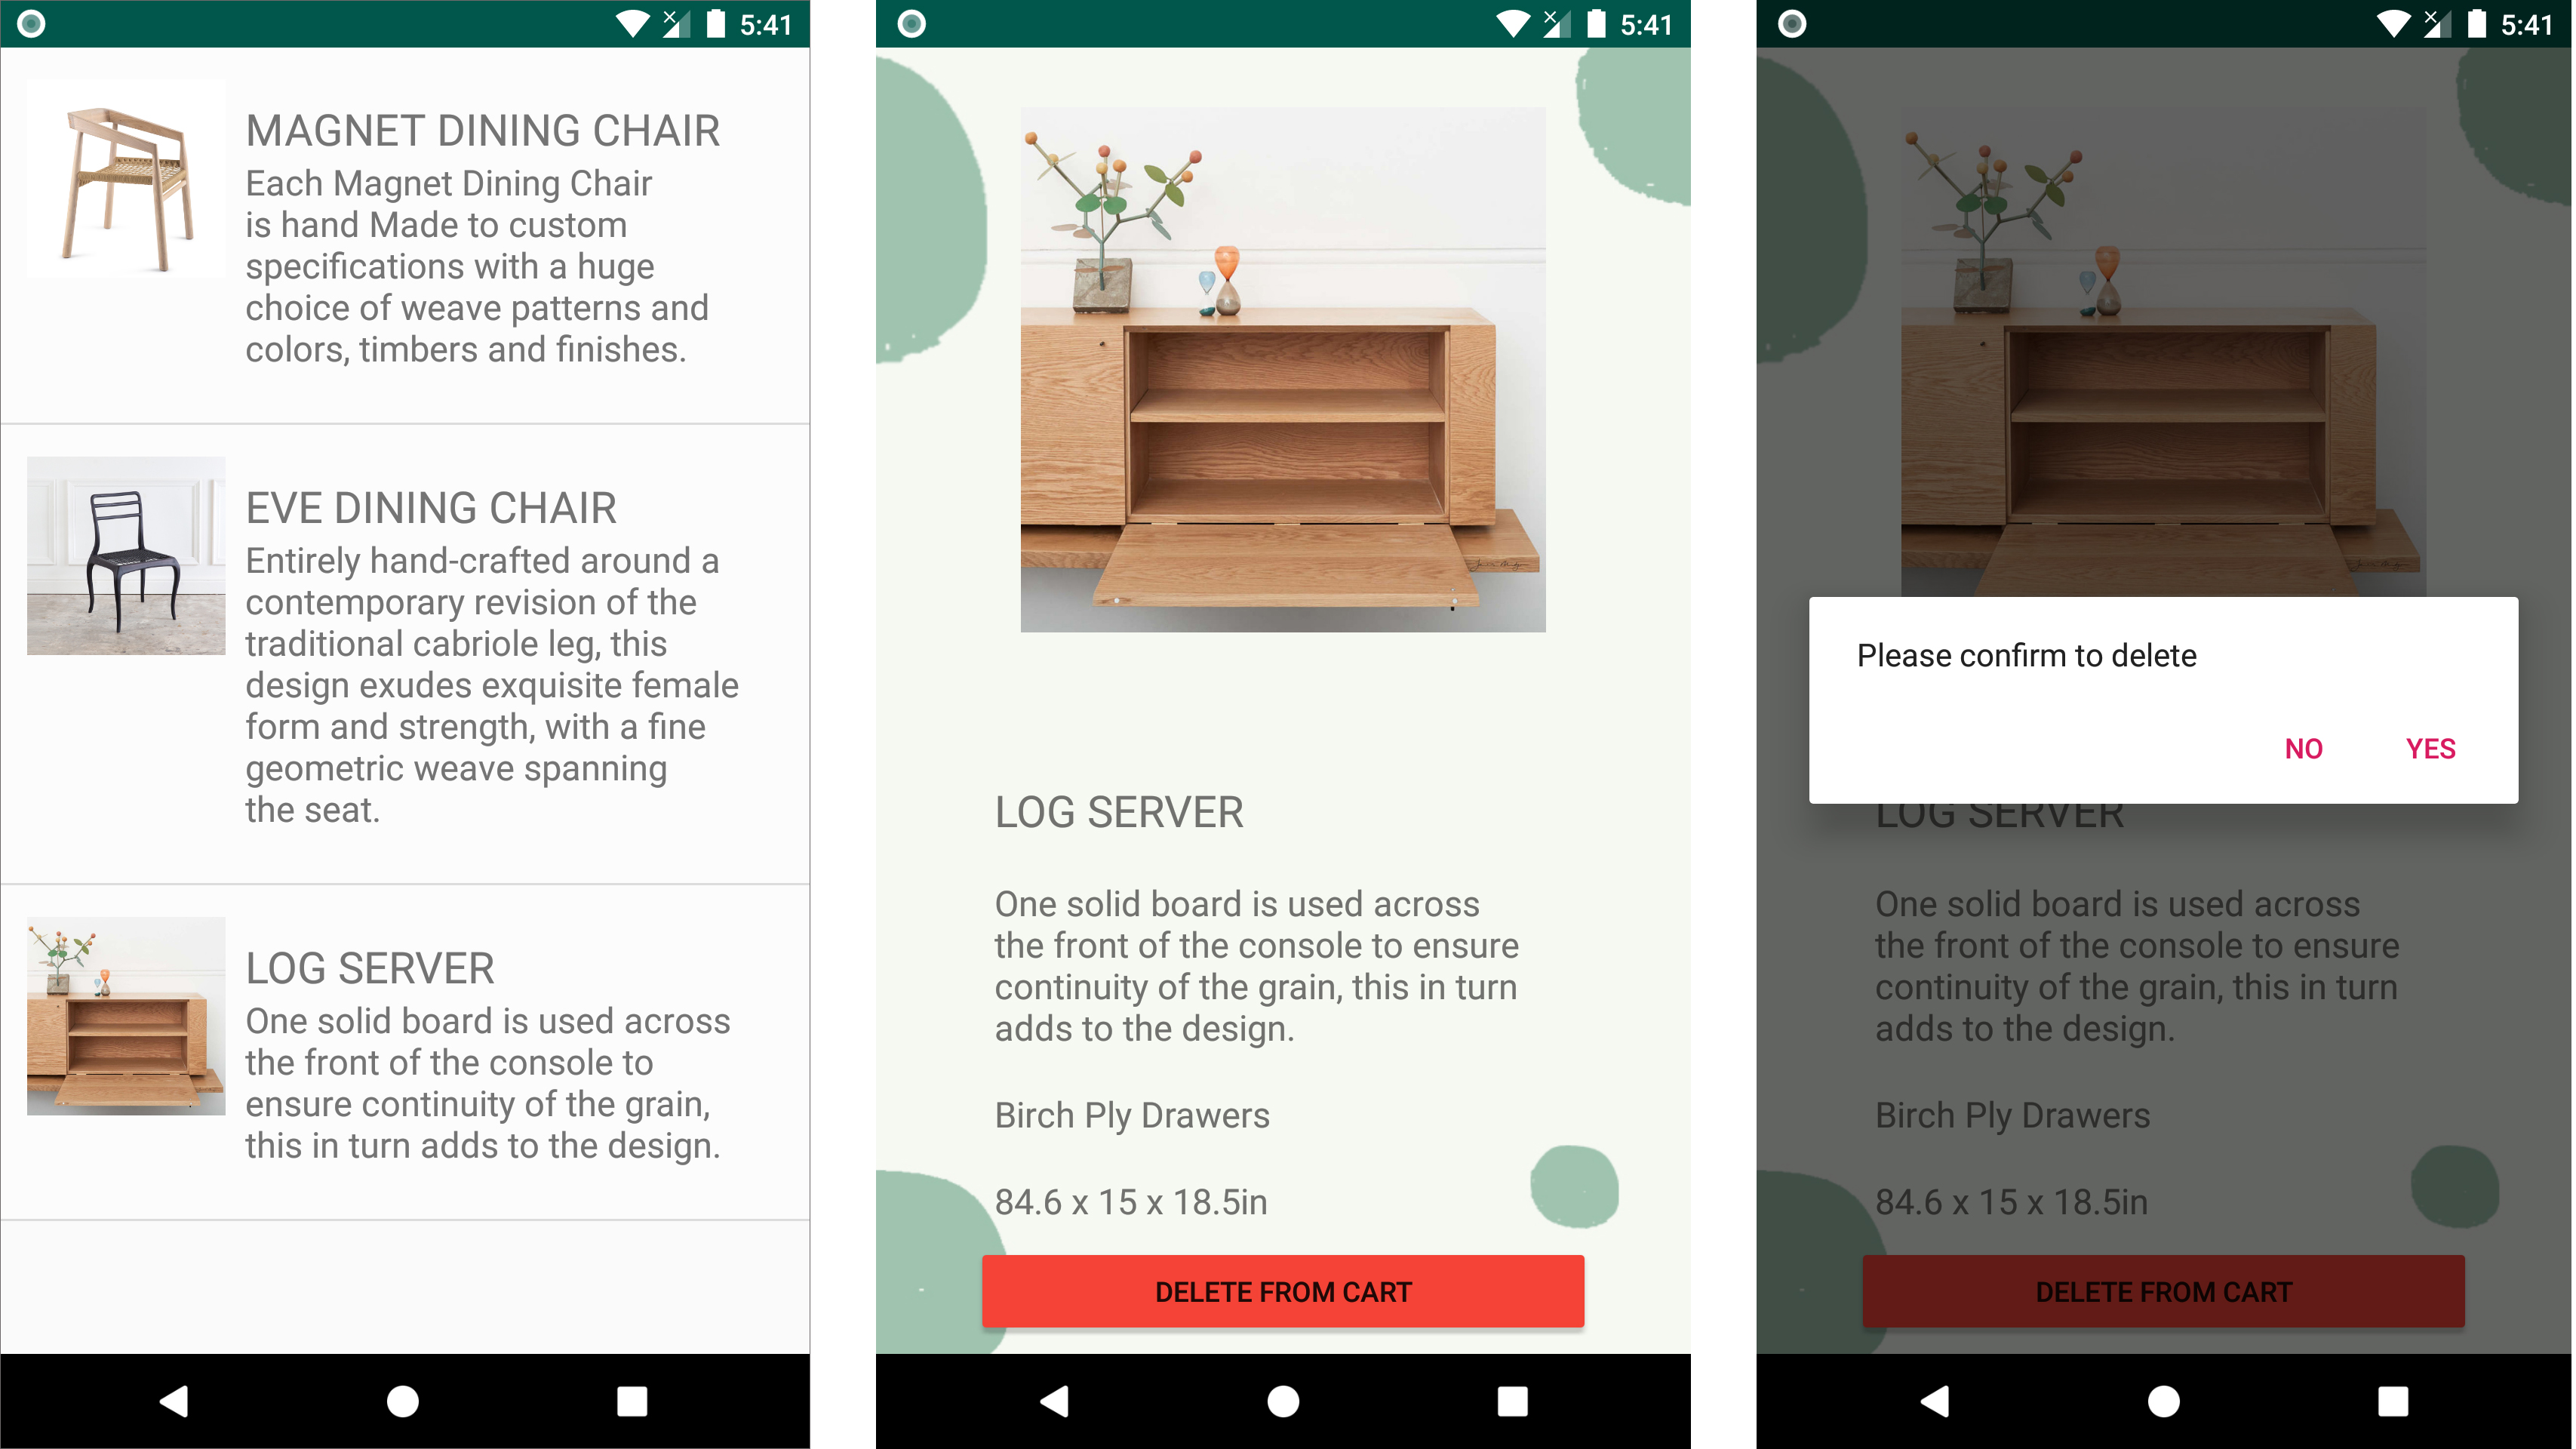 5:41
MAGNET DINING CHAIR
Each Magnet Dining Chair
is hand Made to custom
specifications with a huge
choice of weave patterns and
colors, timbers and finishes.
EVE DINING CHAIR
Entirely hand-crafted around a
contemporary revision of the
traditional cabriole leg, this
design exudes exquisite female
form and strength, with a fine
geometric weave spanning
the seat.
LOG SERVER
One solid board is used across
the front of the console to
ensure continuity of the grain,
this in turn adds to the design.
5:41
LOG SERVER
One solid board is used across
the front of the console to ensure
continuity of the grain, this in turn
adds to the design.
Birch Ply Drawers
84.6 x 15 x 18.5in
DELETE FROM CART
5:41
Please confirm to delete
NO YES
LOG SERVER
One solid board is used across
the front of the console to ensure
continuity of the grain, this in turn
adds to the design.
Birch Ply Drawers
84.6 x 15 x 18.5in
DELETE FROM CART